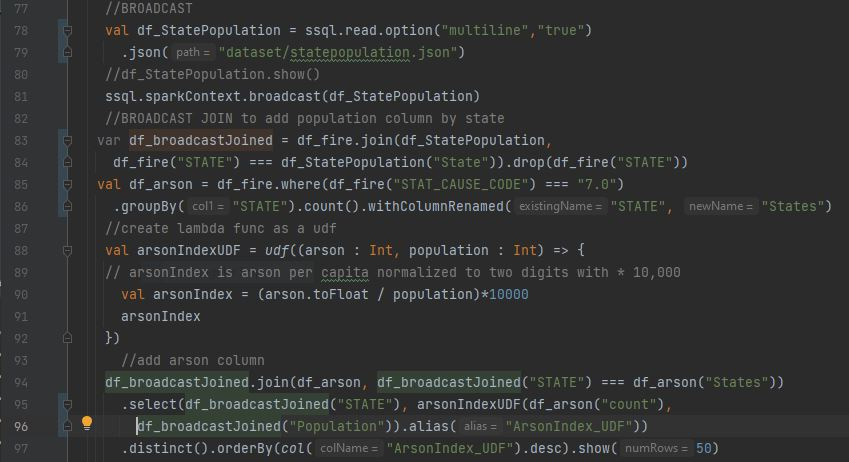 77 //BROADCAST
78 val df_StatePopulation = ssql.read.option("multiline","true")
79 .json( path = "dataset/statepopulation.json")
80 //df_StatePopulation.show()
81 ssql.sparkContext.broadcast(df_StatePopulation)
82 //BROADCAST JOIN to add population column by state
83 var df_broadcastJoined = df_fire.join(df_StatePopulation,
84 df_fire("STATE") === df_StatePopulation("State")).drop(df_fire("STATE"))
85 val df_arson = df_fire.where(df_fire("STAT_CAUSE_CODE") === "7.0")
86 .groupBy( col1 = "STATE").count().withColumnRenamed( existingName = "STATE", newName = "States")
87 //create lambda func as a udf
88 val arsonIndexUDF = udf((arson : Int, population : Int) => {
89 // arsonIndex is arson per capita normalized to two digits with * 10,000
90 val arsonIndex = (arson.toFloat / population)*10000
91 arsonIndex
92 })
93 //add arson column
94 df_broadcastJoined.join(df_arson, df_broadcastJoined("STATE") === df_arson("States"))
95 .select(df_broadcastJoined("STATE"), arsonIndexUDF(df_arson("count"),
96 df_broadcastJoined("Population")).alias( alias = "ArsonIndex_UDF"))
97 .distinct().orderBy(col( colName = "ArsonIndex_UDF").desc).show( numRows = 50)